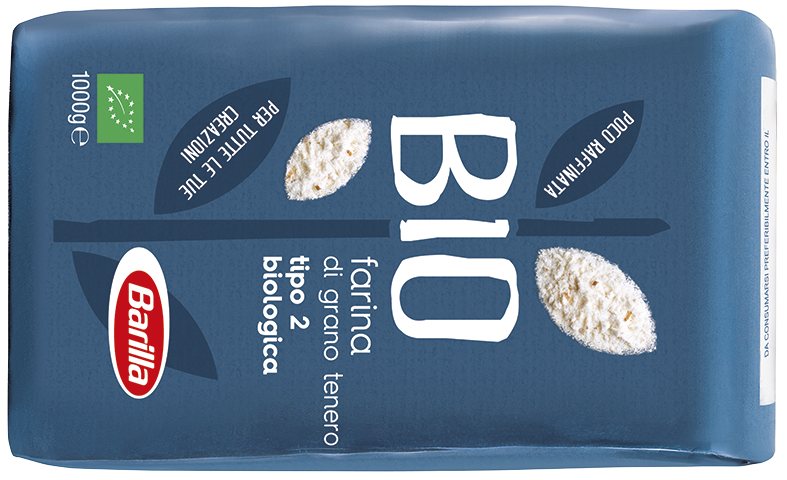 DA CONSUMARSI PREFERIBILMENTE ENTRO IL
POCO RAFFINATA
BIO
farina
di grano tenero
tipo 2
biologica
PER TUTTE LE TUE
CREAZIONI
Barilla
1000g e